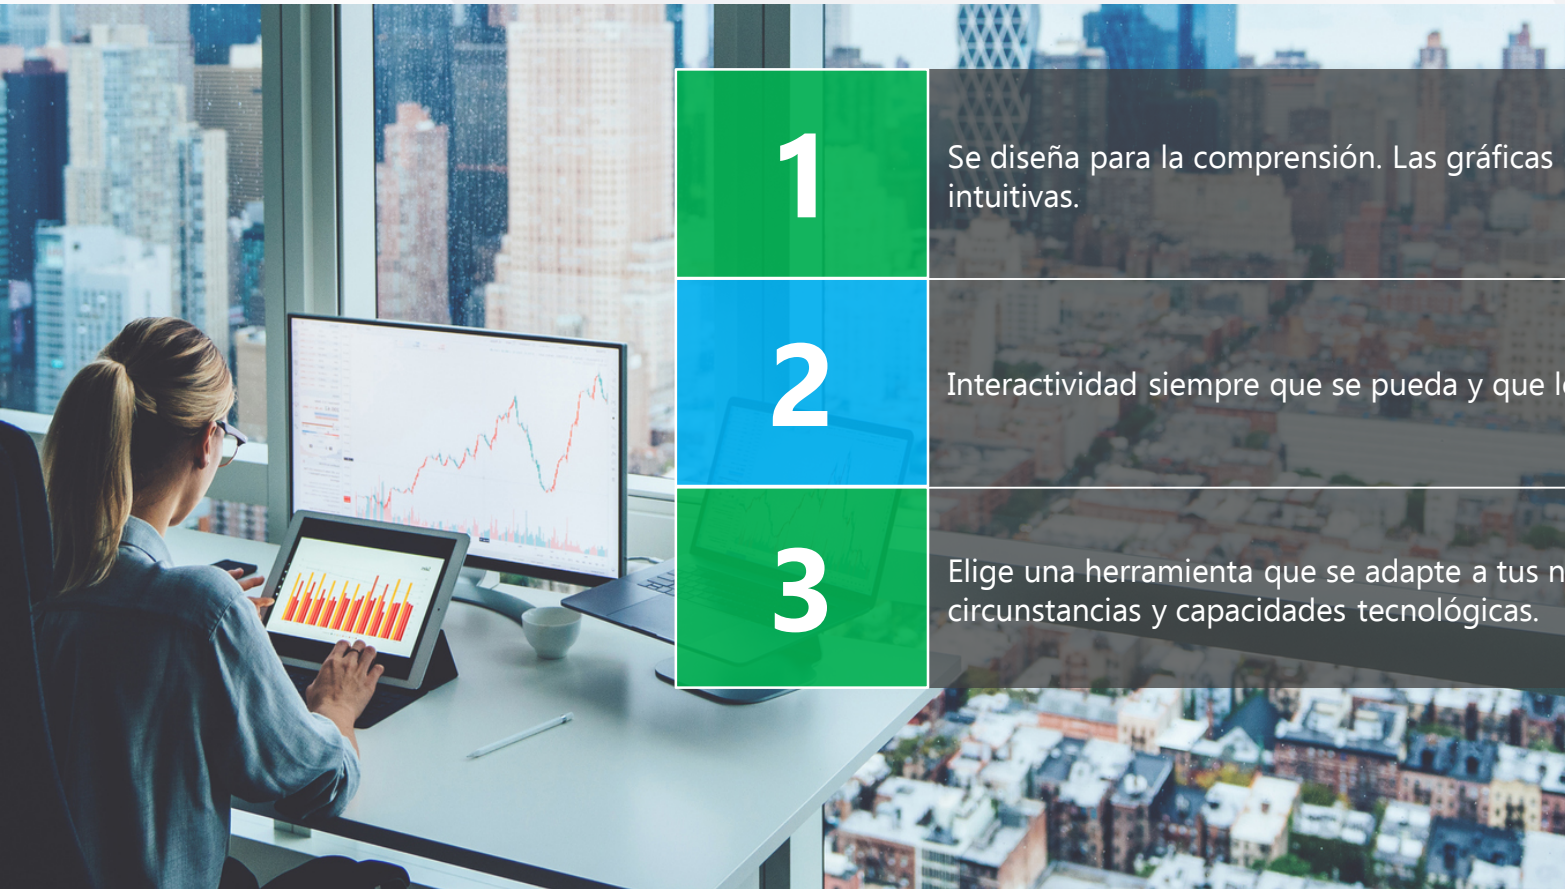 1
Se diseña para la comprensión. Las gráficas
intuitivas.
2
Interactividad siempre que se pueda y que
3
Elige una herramienta que se adapte a tus
circunstancias y capacidades tecnológicas.